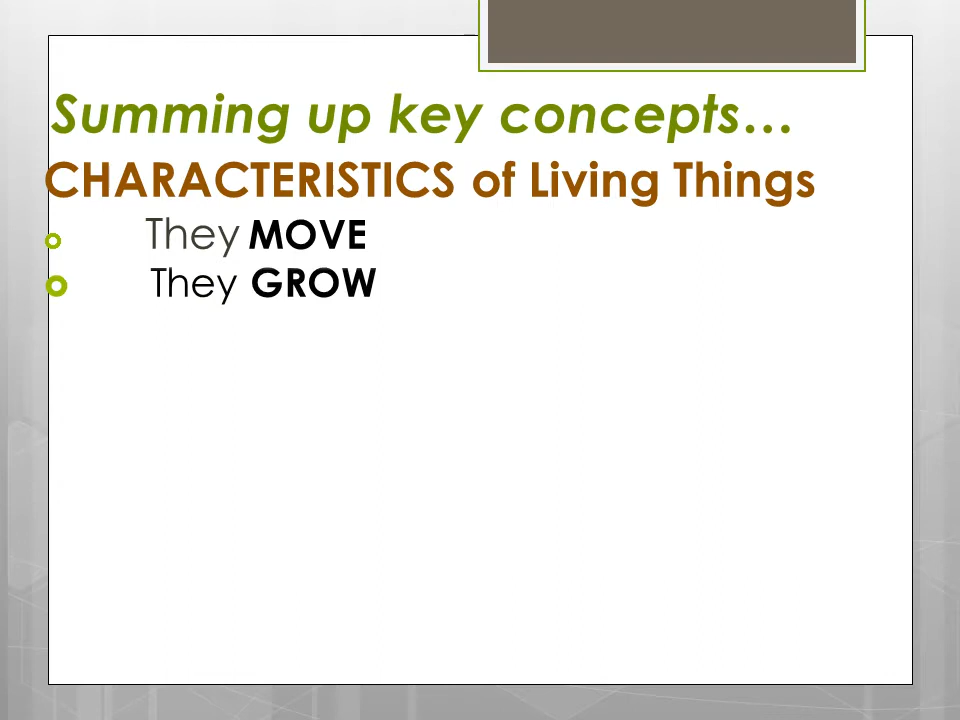 Summing up key concepts…
CHARACTERISTICS of Living Things
They MOVE
They GROW